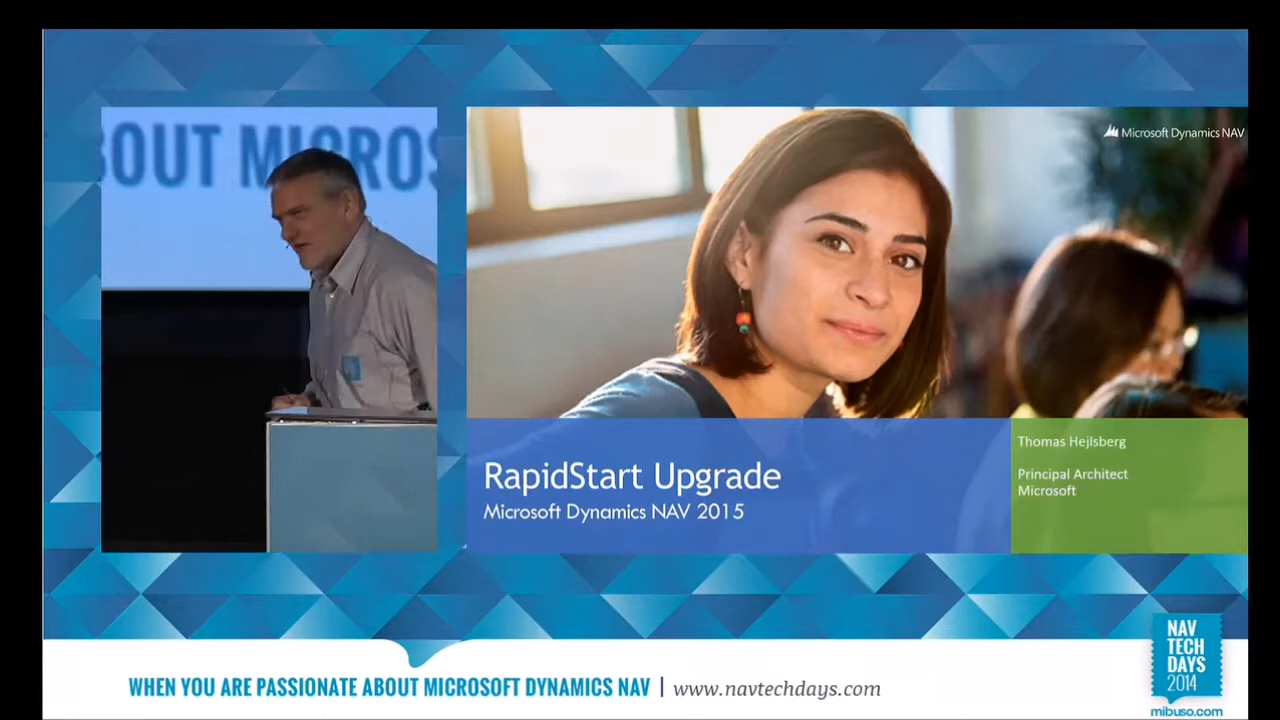 BOUT MICROS
Microsoft Dynamics NAV
Thomas Hejlsberg
Principal Architect
Microsoft
RapidStart Upgrade
Microsoft Dynamics NAV 2015
WHEN YOU ARE PASSIONATE ABOUT MICROSOFT DYNAMICS NAV | www.navtechdays.com
NAV
TECH
DAYS
2014
mibuso.com